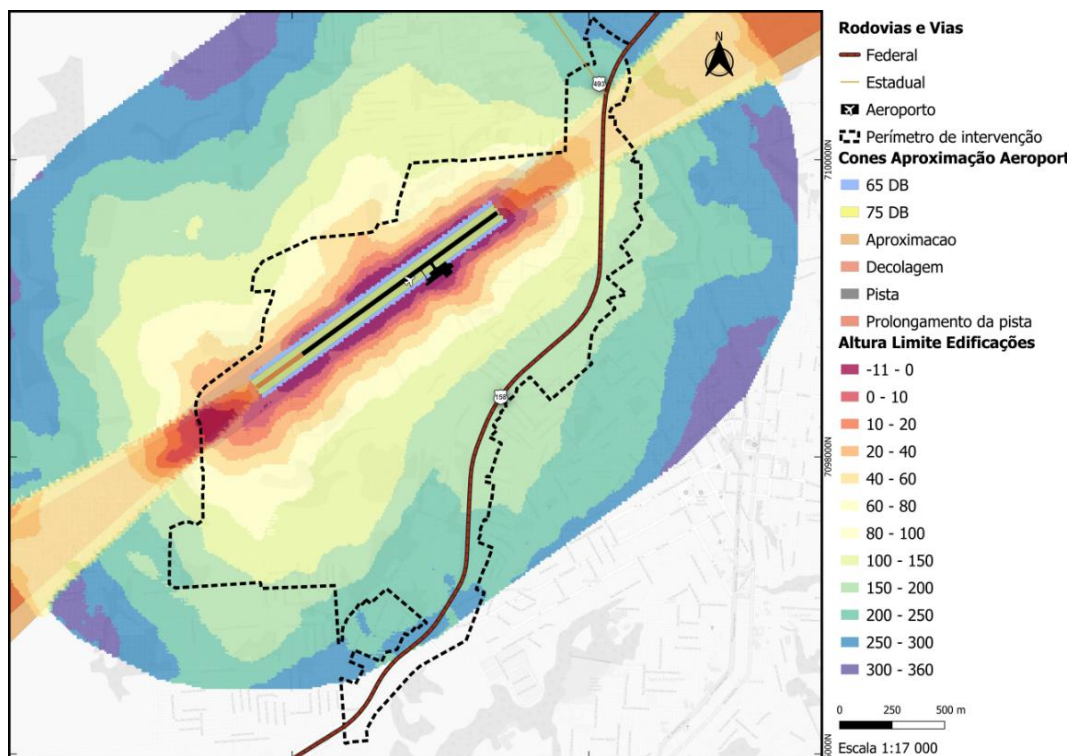 N
493
158
7100000N
7098000N
Rodovias e Vias
Federal
Estadual
Aeroporto
Perímetro de intervenção
Cones Aproximação Aeroport
65 DB
75 DB
Aproximacao
Decolagem
Pista
Prolongamento da pista
Altura Limite Edificações
-11 - 0
0 - 10
10 - 20
20 - 40
40 - 60
60 - 80
80 - 100
100 - 150
150 - 200
200 - 250
250 - 300
300 - 360
0 250 500 m
Escala 1:17 000